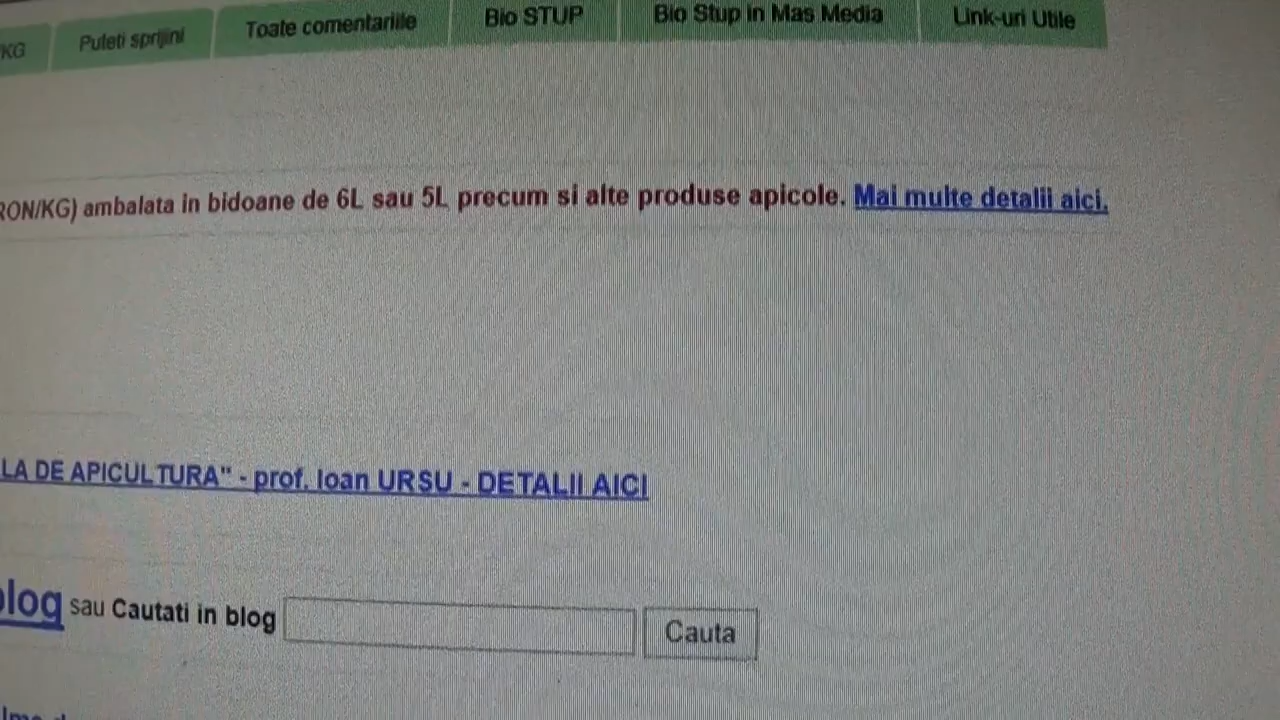 KG Puteti sprijini Toate comentariile Bio STUP Bio Stup in Mas Media Link-uri Utile
RON/KG) ambalata in bidoane de 6L sau 5L precum si alte produse apicole. Mai multe detalii aici.
LA DE APICULTURA" - prof. Ioan URSU - DETALII AICI
blog sau Cautati in blog Cauta